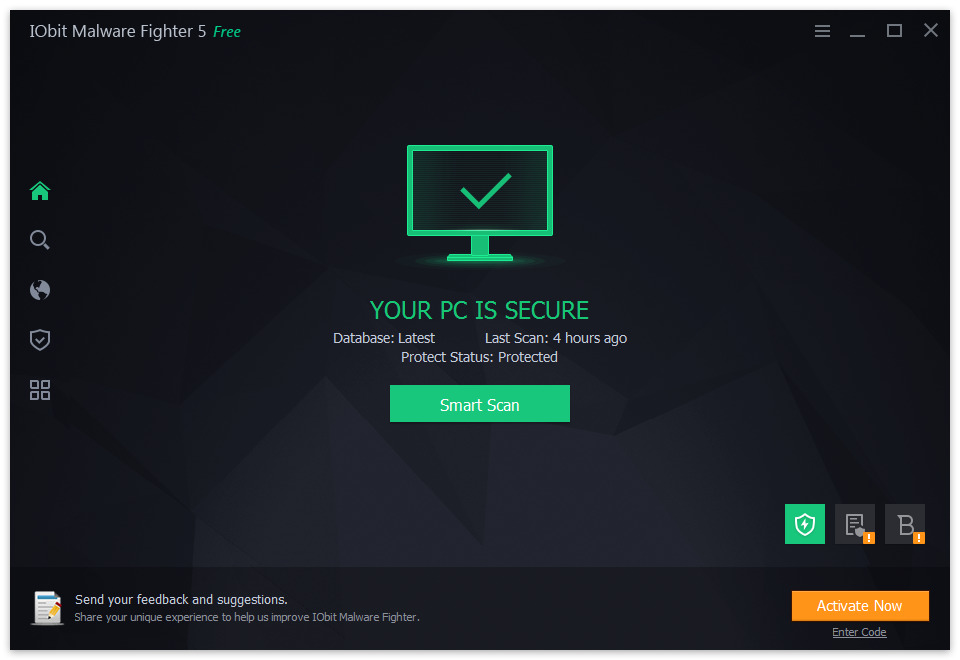 IObit Malware Fighter 5 Free
YOUR PC IS SECURE
Database: Latest Last Scan: 4 hours ago
Protect Status: Protected
Smart Scan
B
!
!
Send your feedback and suggestions.
Share your unique experience to help us improve IObit Malware Fighter.
Activate Now
Enter Code